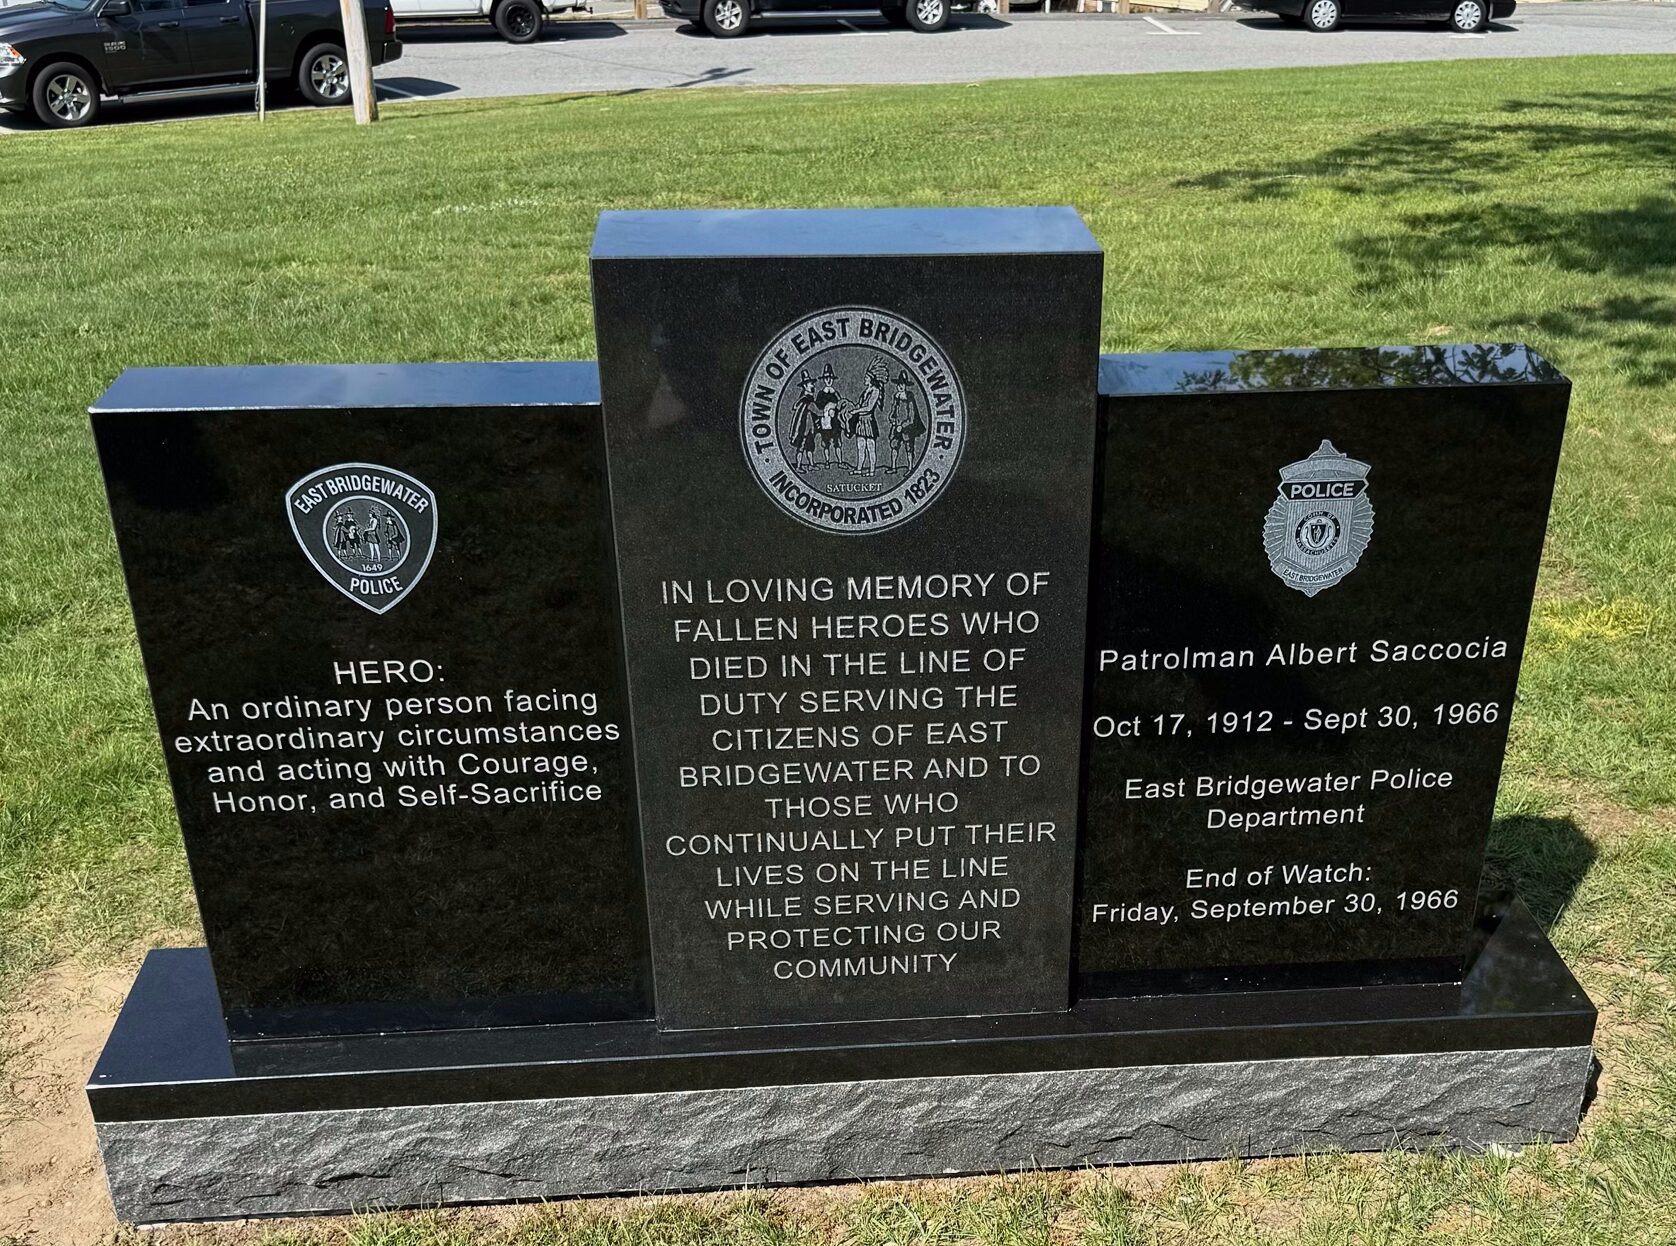 RAM
1500
EAST BRIDGEWATER
1649
POLICE
HERO:
An ordinary person facing
extraordinary circumstances
and acting with Courage,
Honor, and Self-Sacrifice
· TOWN OF EAST BRIDGEWATER ·
SATUCKET
INCORPORATED 1823
IN LOVING MEMORY OF
FALLEN HEROES WHO
DIED IN THE LINE OF
DUTY SERVING THE
CITIZENS OF EAST
BRIDGEWATER AND TO
THOSE WHO
CONTINUALLY PUT THEIR
LIVES ON THE LINE
WHILE SERVING AND
PROTECTING OUR
COMMUNITY
POLICE
MASSACHUSETTS
EAST BRIDGEWATER
Patrolman Albert Saccocia
Oct 17, 1912 - Sept 30, 1966
East Bridgewater Police
Department
End of Watch:
Friday, September 30, 1966